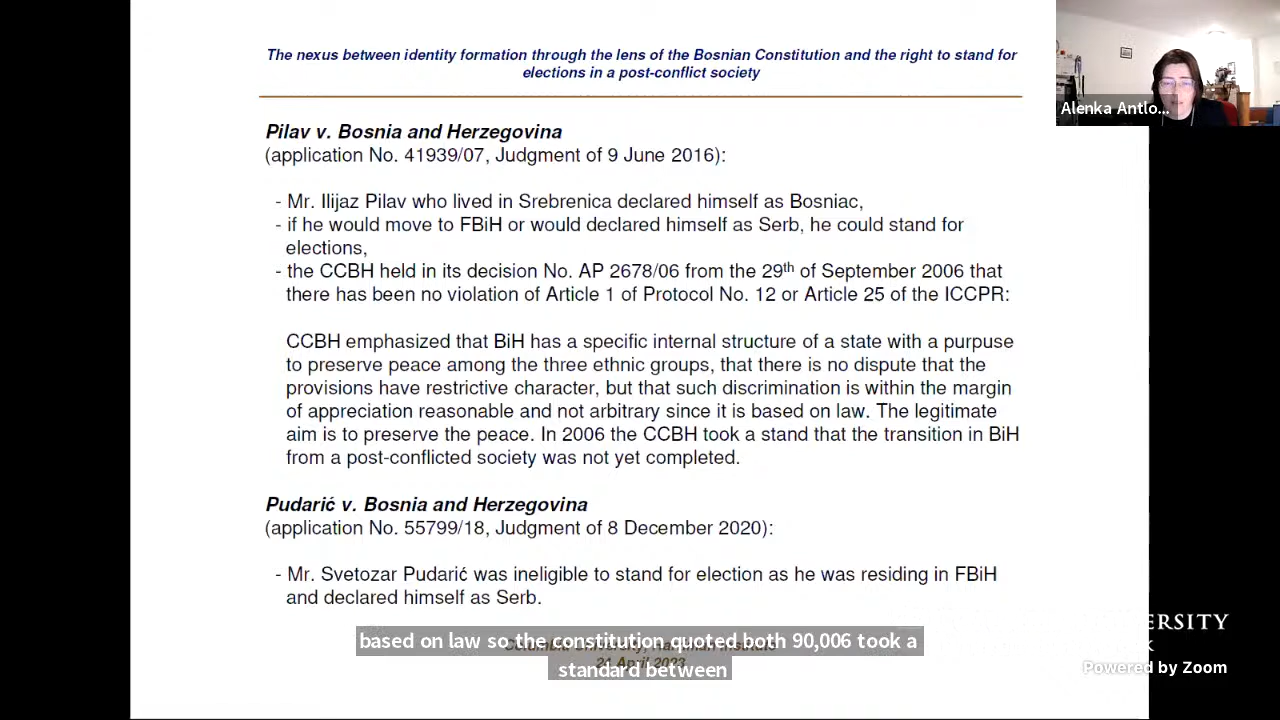 The nexus between identity formation through the lens of the Bosnian Constitution and the right to stand for
elections in a post-conflict society
Alenka Antlo...
Pilav v. Bosnia and Herzegovina
(application No. 41939/07, Judgment of 9 June 2016):
- Mr. Ilijaz Pilav who lived in Srebrenica declared himself as Bosniac,
- if he would move to FBiH or would declared himself as Serb, he could stand for
elections,
- the CCBH held in its decision No. AP 2678/06 from the 29th of September 2006 that
there has been no violation of Article 1 of Protocol No. 12 or Article 25 of the ICCPR:
CCBH emphasized that BiH has a specific internal structure of a state with a purpuse
to preserve peace among the three ethnic groups, that there is no dispute that the
provisions have restrictive character, but that such discrimination is within the margin
of appreciation reasonable and not arbitrary since it is based on law. The legitimate
aim is to preserve the peace. In 2006 the CCBH took a stand that the transition in BiH
from a post-conflicted society was not yet completed.
Pudarić v. Bosnia and Herzegovina
(application No. 55799/18, Judgment of 8 December 2020):
- Mr. Svetozar Pudarić was ineligible to stand for election as he was residing in FBiH
and declared himself as Serb.
based on law so the constitution quoted both 90,006 took a
standard between
ERSITY
K
Powered by Zoom